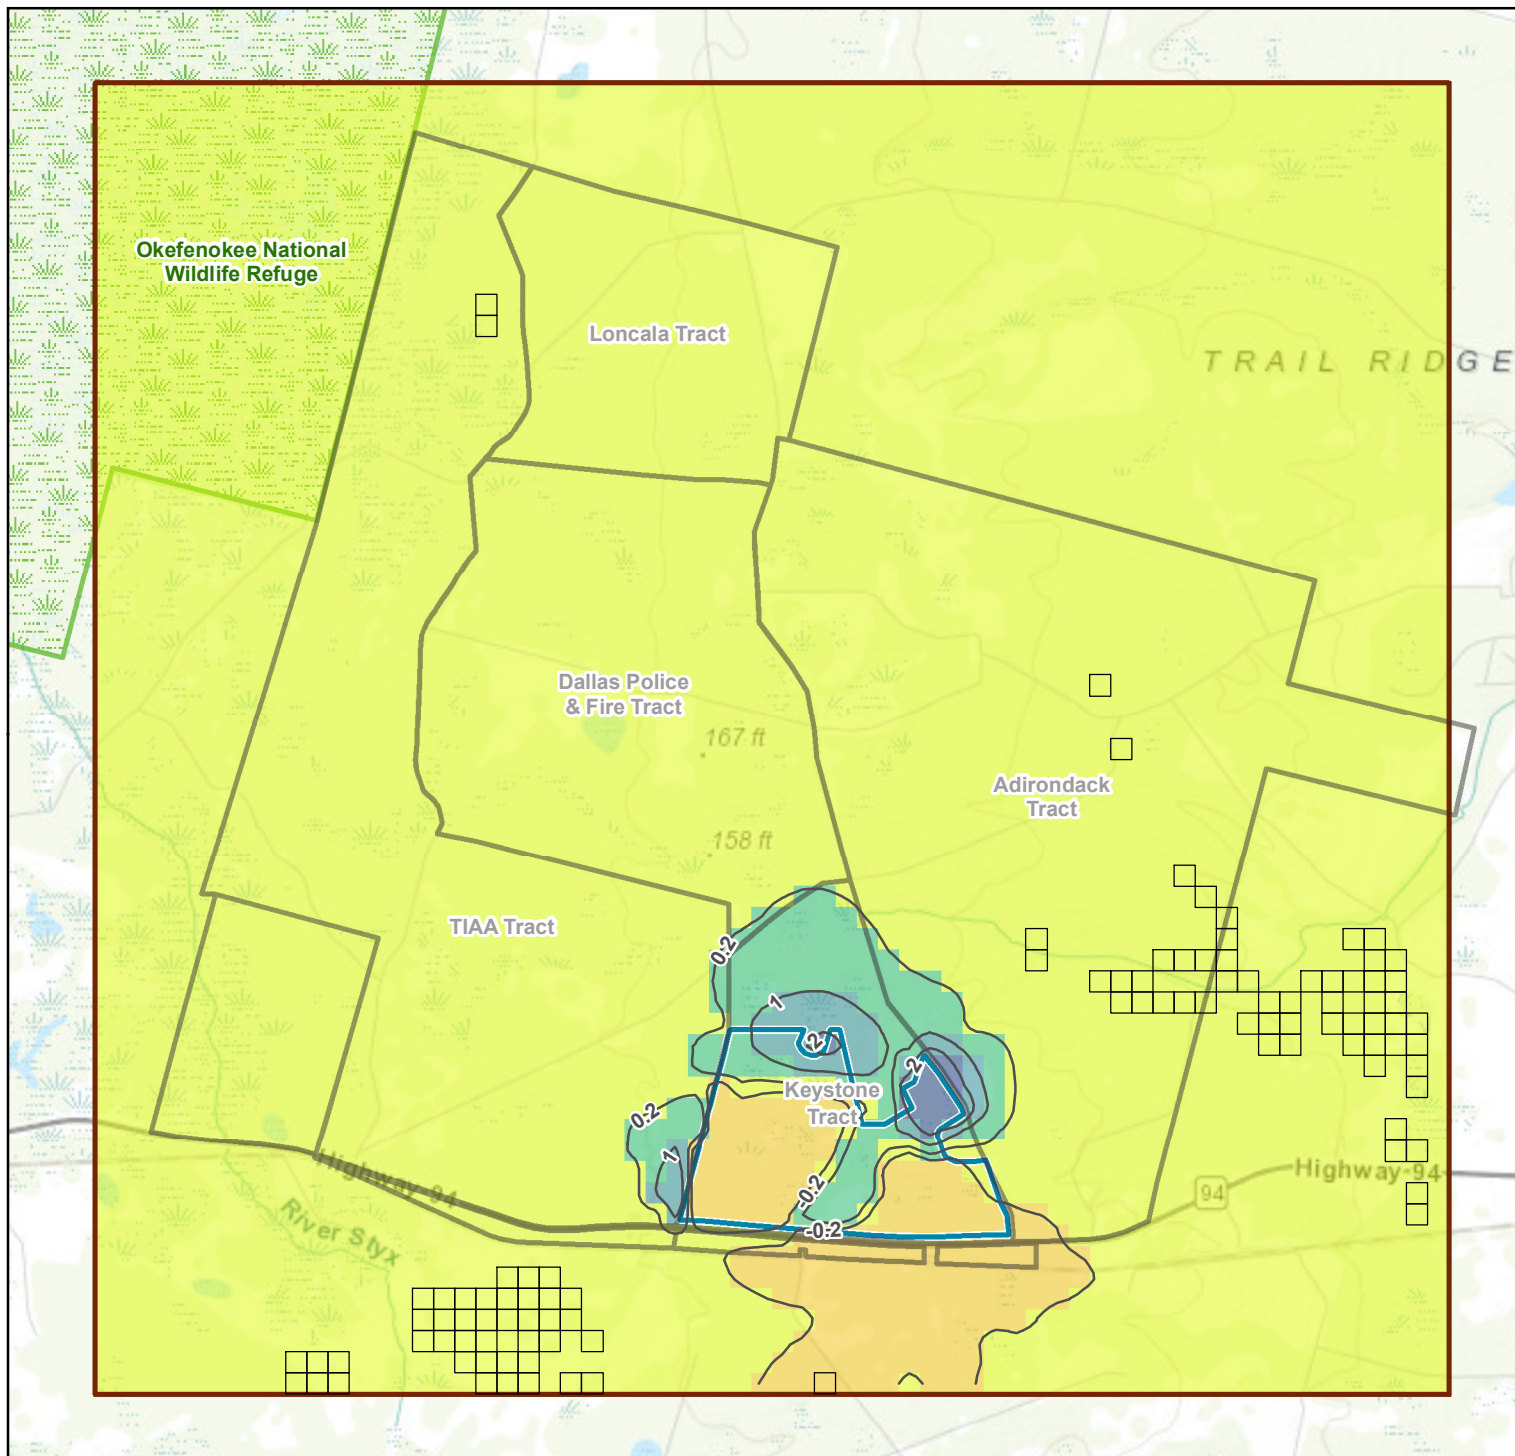 Okefenokee National
Wildlife Refuge
Loncala Tract
TRAIL RIDGE
Dallas Police
& Fire Tract
167 ft
Adirondack
Tract
158 ft
TIAA Tract
0.2
1
2
2
Keystone
Tract
0.2
1
-0.2
-0.2
Highway 94
94
Highway 94
River Styx